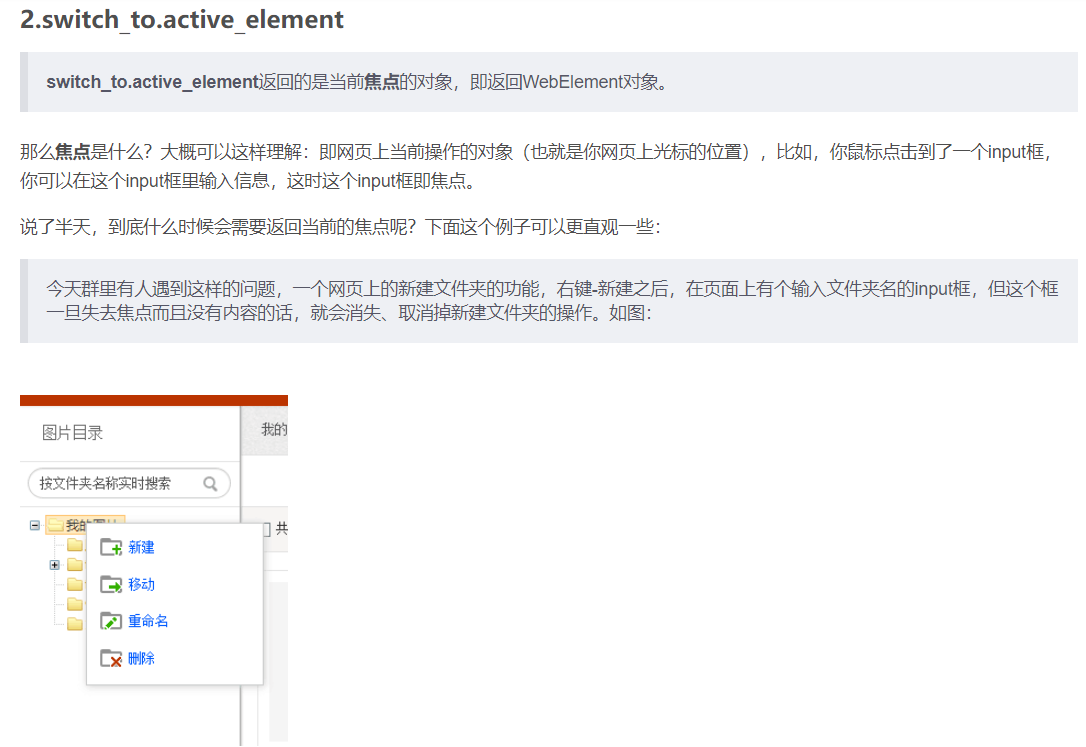 2.switch_to.active_element
switch_to.active_element返回的是当前焦点的对象，即返回WebElement对象。
那么焦点是什么？大概可以这样理解：即网页上当前操作的对象（也就是你网页上光标的位置），比如，你鼠标点击到了一个input框，
你可以在这个input框里输入信息，这时这个input框即焦点。
说了半天，到底什么时候会需要返回当前的焦点呢？下面这个例子可以更直观一些：
今天群里有人遇到这样的问题，一个网页上的新建文件夹的功能，右键-新建之后，在页面上有个输入文件夹名的input框，但这个框
一旦失去焦点而且没有内容的话，就会消失、取消掉新建文件夹的操作。如图：
图片目录
我的
按文件夹名称实时搜索
我的图片
共
新建
移动
重命名
删除